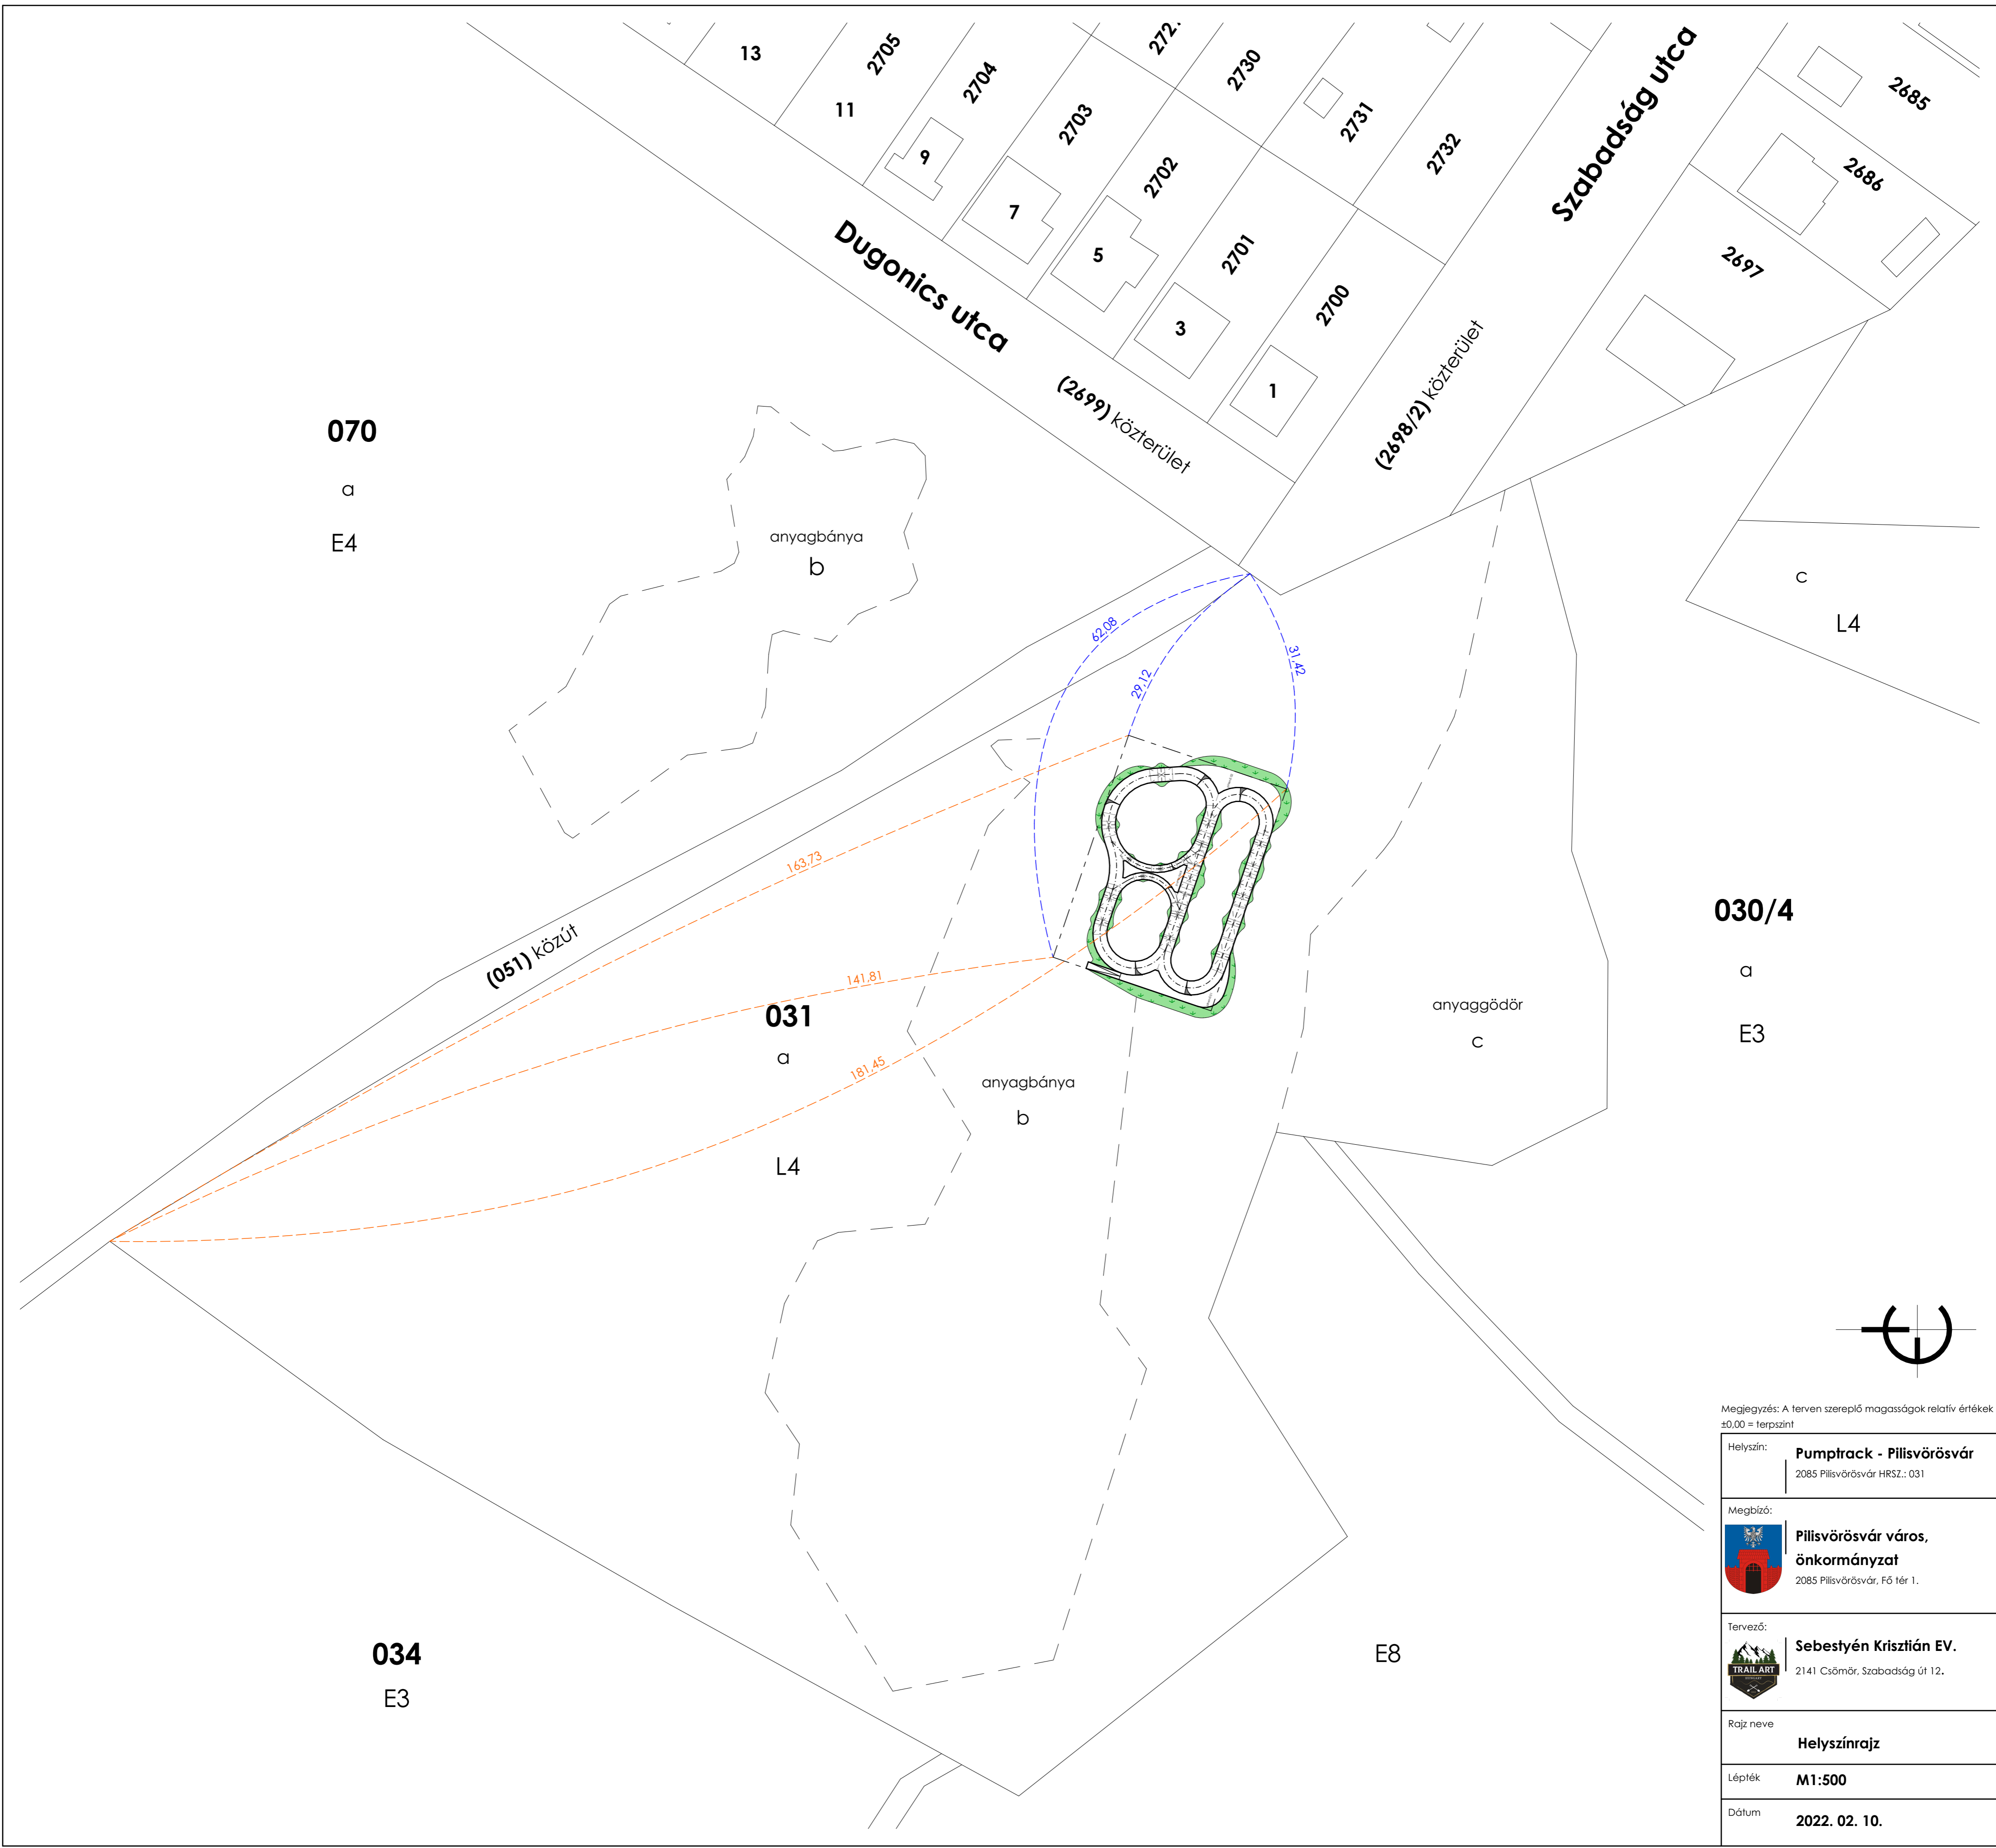 13
2705
11
2704
9
2703
7
2730
2702
5
2731
2701
3
2732
2700
1
Szabadság utca
2685
2686
2697
Dugonics utca
(2699) közterület
(2698/2) közterület
070
a
E4
anyagbánya
b
c
L4
62,08
29,12
31,42
163,73
141,81
181,45
(051) közút
031
a
L4
anyagbánya
b
anyaggödör
c
030/4
a
E3
034
E3
E8
Megjegyzés: A terven szereplő magasságok relatív értékek
±0,00 = terpszint
Helyszín:
Pumptrack - Pilisvörösvár
2085 Pilisvörösvár HRSZ.: 031
Megbízó:
Pilisvörösvár város,
önkormányzat
2085 Pilisvörösvár, Fő tér 1.
Tervező:
Sebestyén Krisztián EV.
2141 Csömör, Szabadság út 12.
TRAIL ART
Rajz neve
Helyszínrajz
Lépték
M1:500
Dátum
2022. 02. 10.